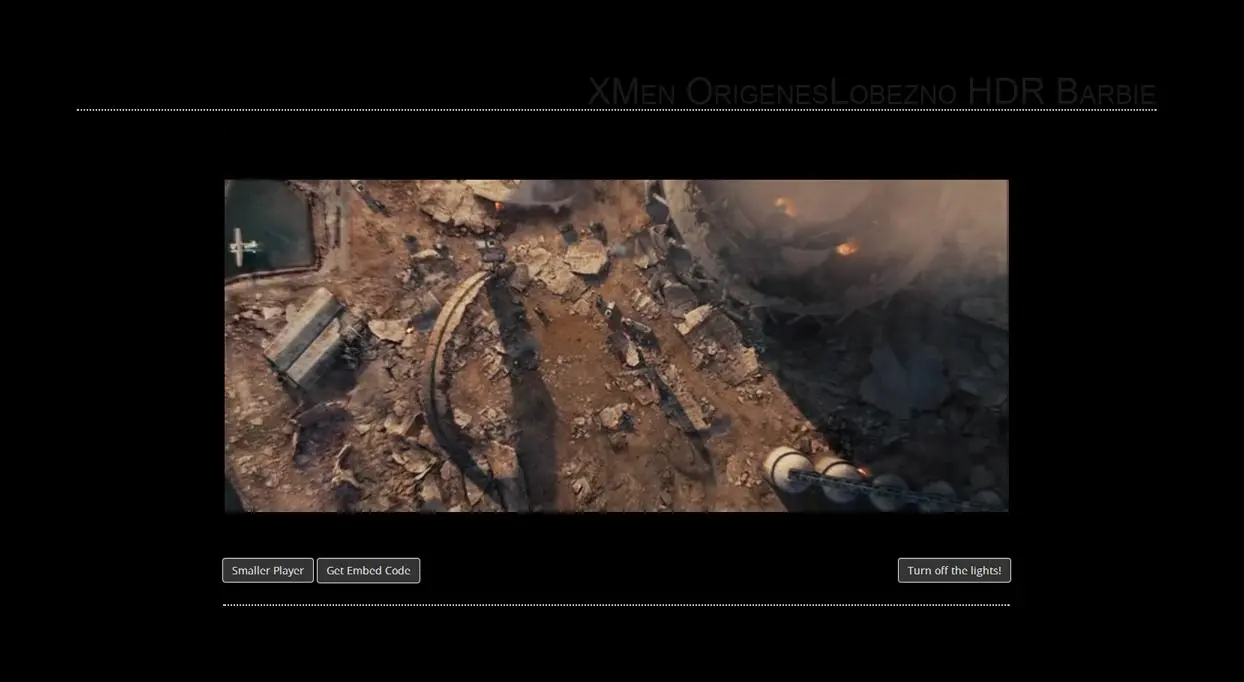 XMen OrigenesLobezno HDR Barbie
Smaller Player Get Embed Code Turn off the lights!